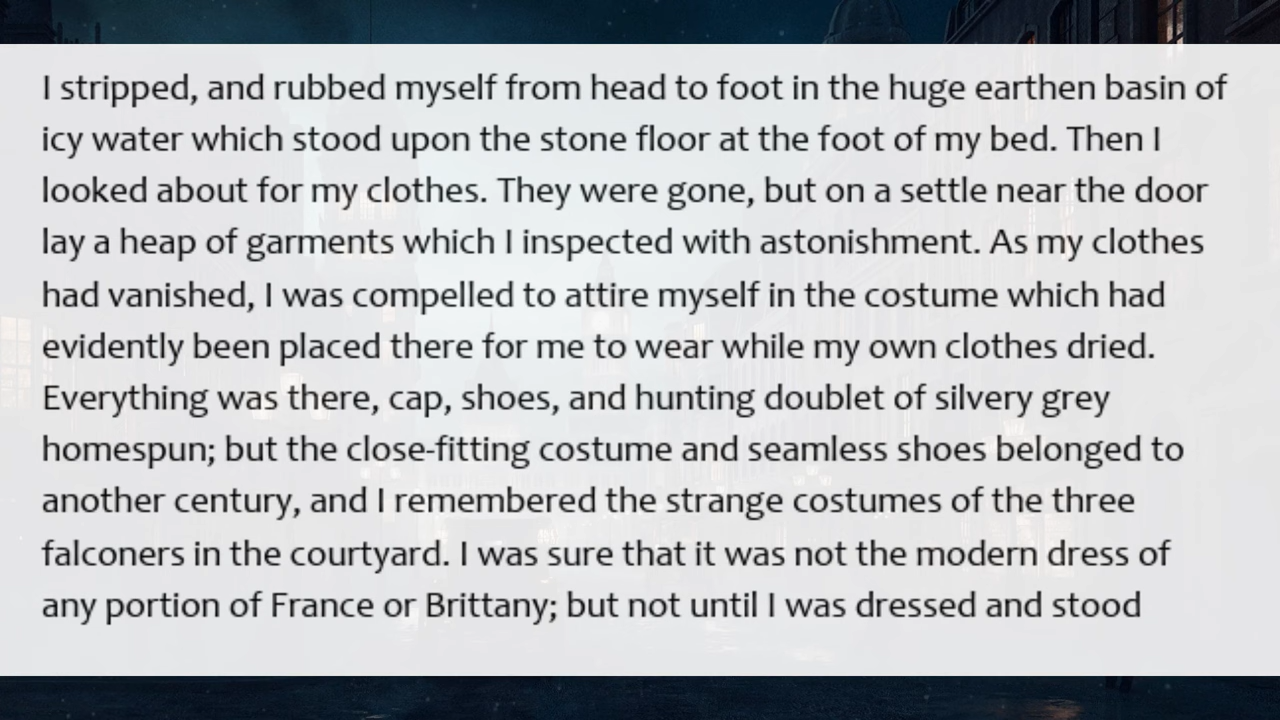 I stripped, and rubbed myself from head to foot in the huge earthen basin of
icy water which stood upon the stone floor at the foot of my bed. Then I
looked about for my clothes. They were gone, but on a settle near the door
lay a heap of garments which I inspected with astonishment. As my clothes
had vanished, I was compelled to attire myself in the costume which had
evidently been placed there for me to wear while my own clothes dried.
Everything was there, cap, shoes, and hunting doublet of silvery grey
homespun; but the close-fitting costume and seamless shoes belonged to
another century, and I remembered the strange costumes of the three
falconers in the courtyard. I was sure that it was not the modern dress of
any portion of France or Brittany; but not until I was dressed and stood